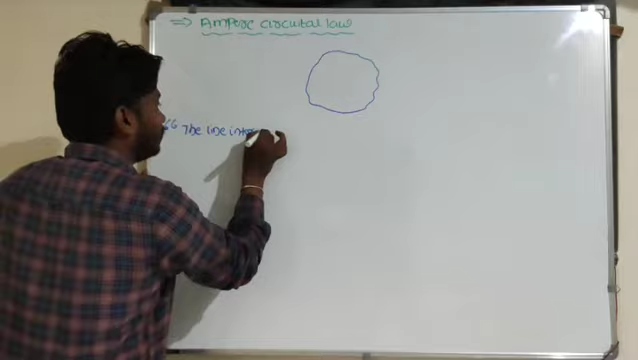 ⇒ Ampere circuital law
“ The line inte